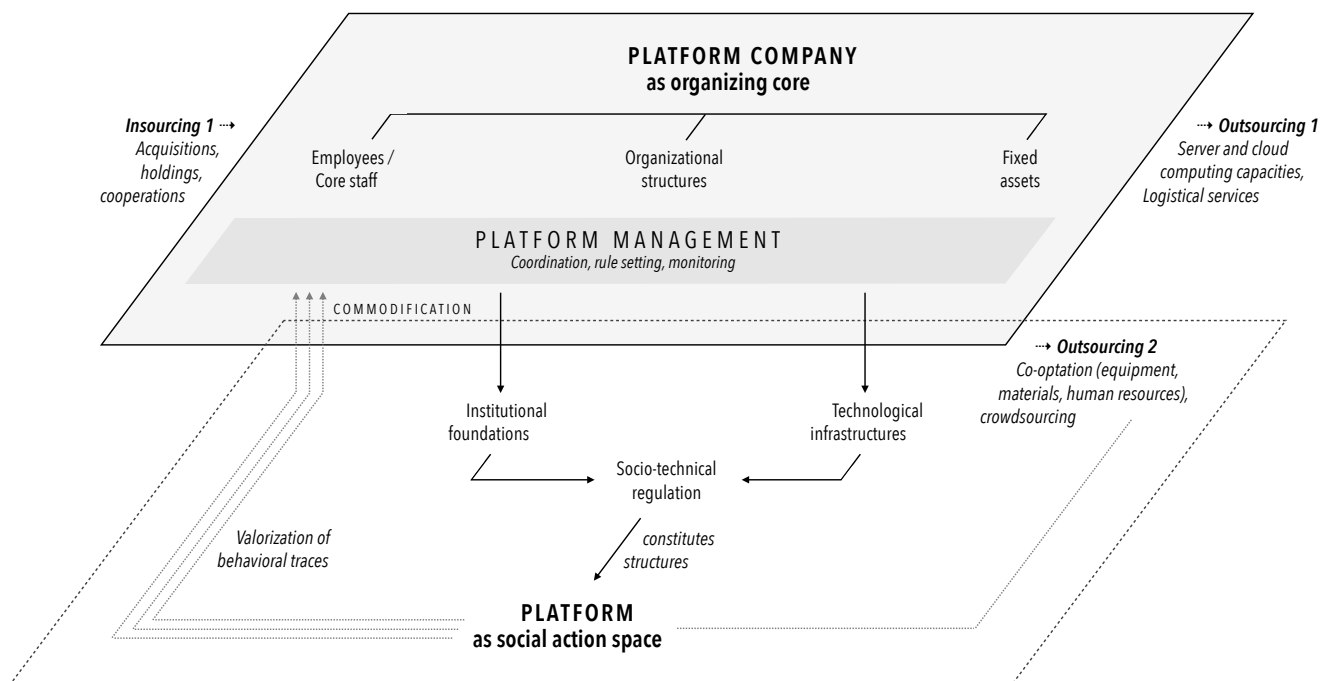 PLATFORM COMPANY
as organizing core
Insourcing 1 ⇢
Acquisitions,
holdings,
cooperations
⇢ Outsourcing 1
Server and cloud
computing capacities,
Logistical services
Employees /
Core staff
Organizational
structures
Fixed
assets
PLATFORM MANAGEMENT
Coordination, rule setting, monitoring
COMMODIFICATION
⇢ Outsourcing 2
Co-optation (equipment,
materials, human resources),
crowdsourcing
Institutional
foundations
Technological
infrastructures
Socio-technical
regulation
Valorization of
behavioral traces
constitutes
structures
PLATFORM
as social action space